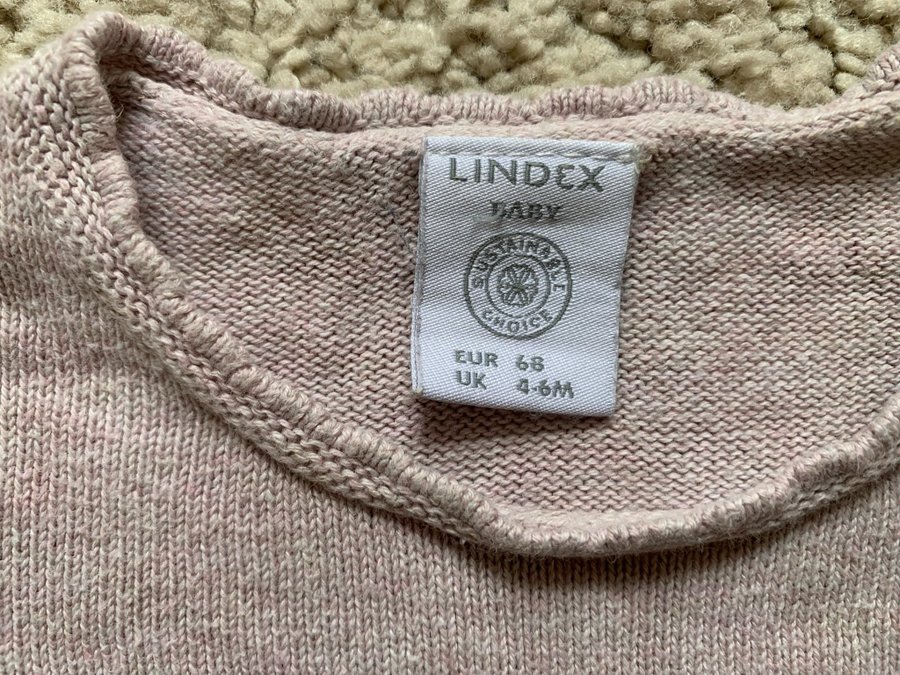 LINDEX
BABY
SUSTAINABLE
CHOICE
EUR 68
UK 4-6M